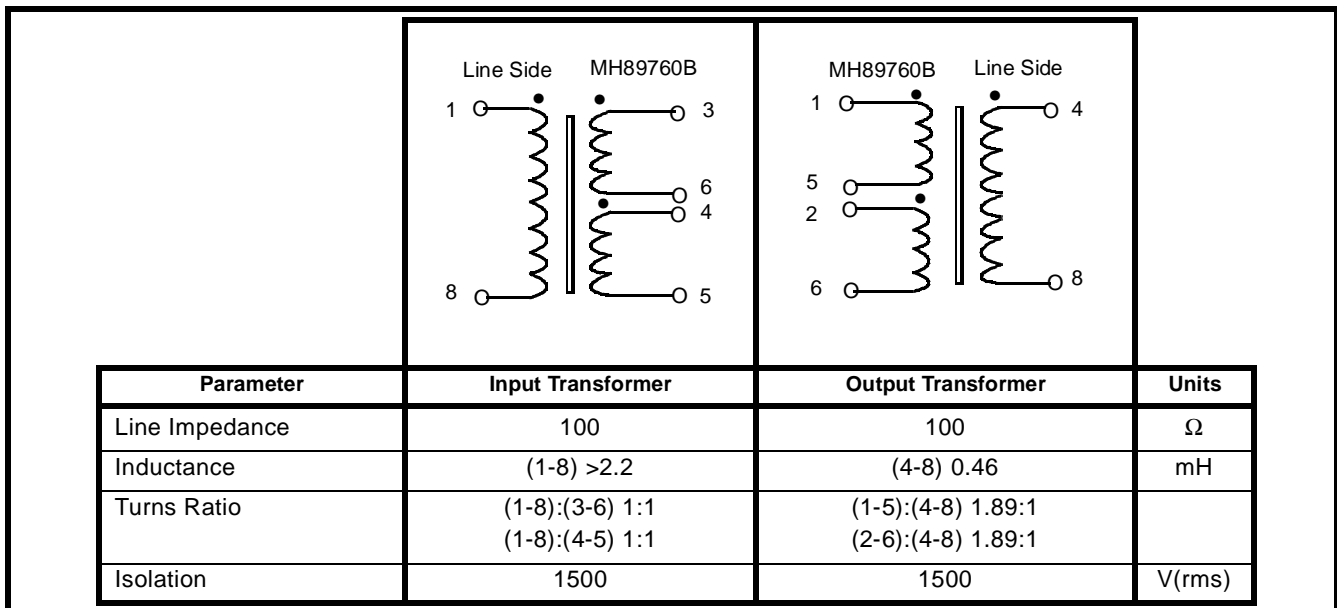 Line Side MH89760B
1 3
6
4
8 5
MH89760B Line Side
1 4
5
2
6 8
Parameter Input Transformer Output Transformer Units
Line Impedance 100 100 Ω
Inductance (1-8) >2.2 (4-8) 0.46 mH
Turns Ratio (1-8):(3-6) 1:1 (1-5):(4-8) 1.89:1
(1-8):(4-5) 1:1 (2-6):(4-8) 1.89:1
Isolation 1500 1500 V(rms)